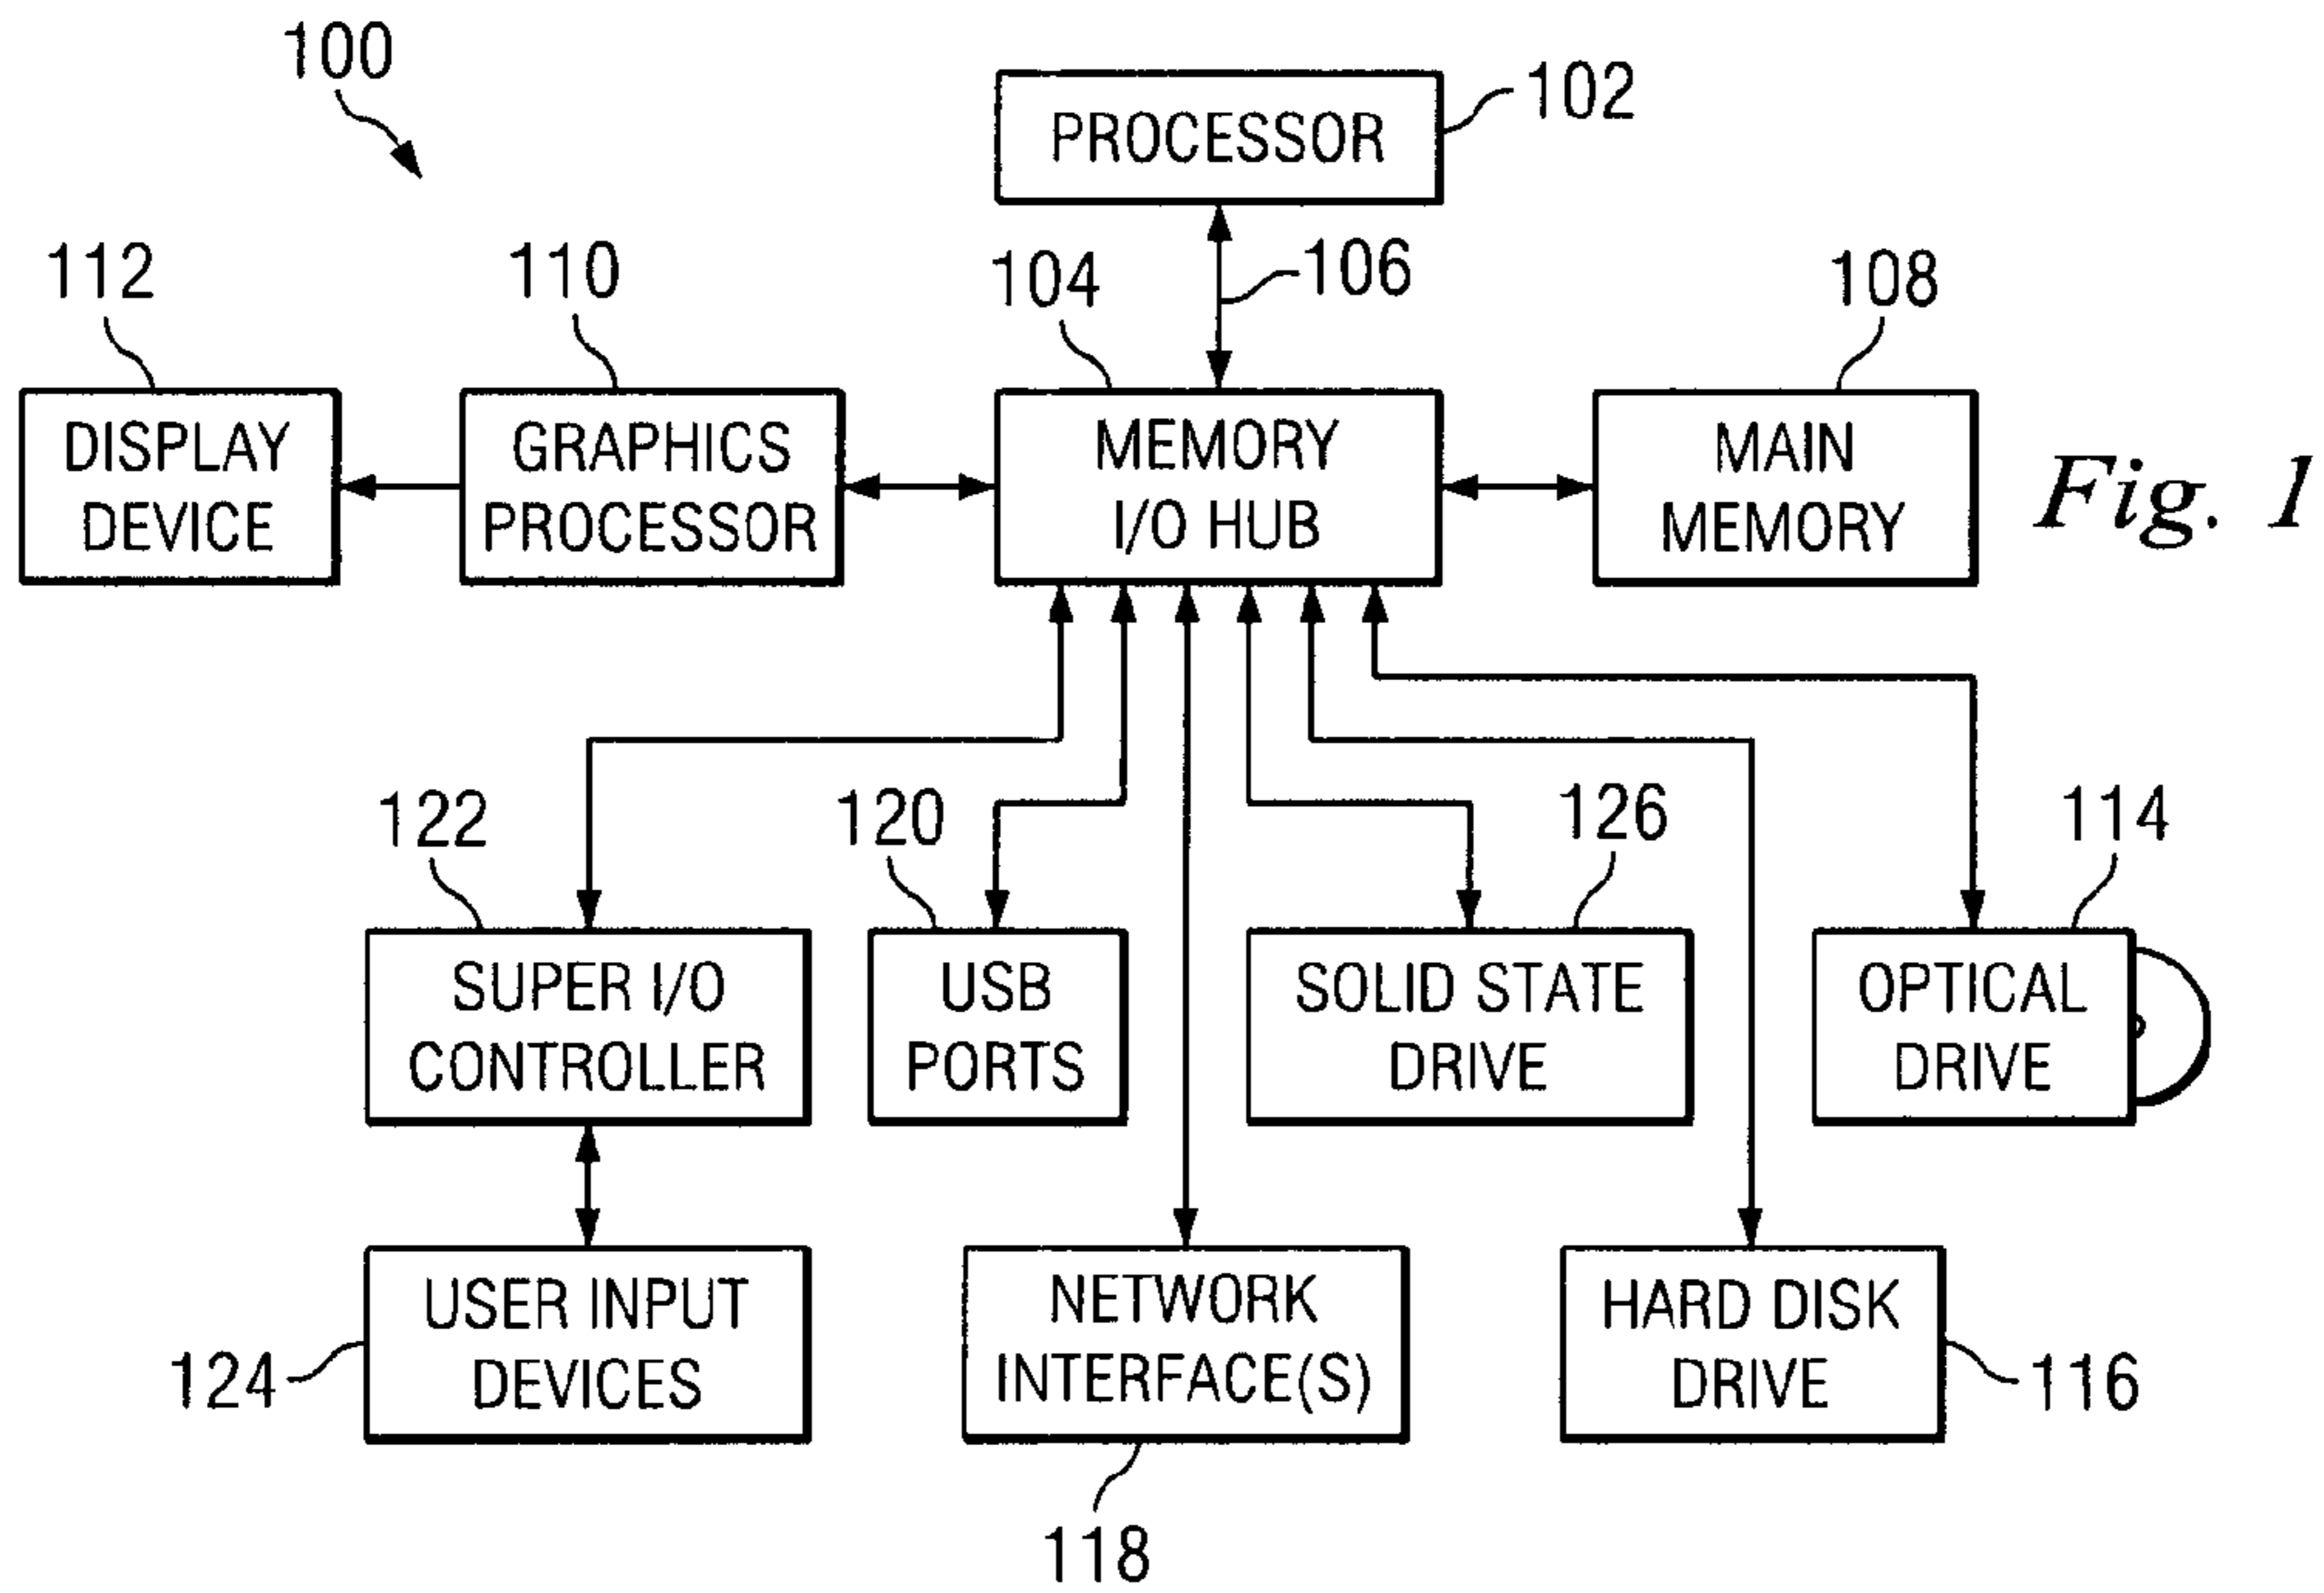 100
PROCESSOR
102
112
110
104
106
108
DISPLAY
DEVICE
GRAPHICS
PROCESSOR
MEMORY
I/O HUB
MAIN
MEMORY
Fig. 1
122
120
126
114
SUPER I/O
CONTROLLER
USB
PORTS
SOLID STATE
DRIVE
OPTICAL
DRIVE
124
USER INPUT
DEVICES
NETWORK
INTERFACE(S)
HARD DISK
DRIVE
116
118